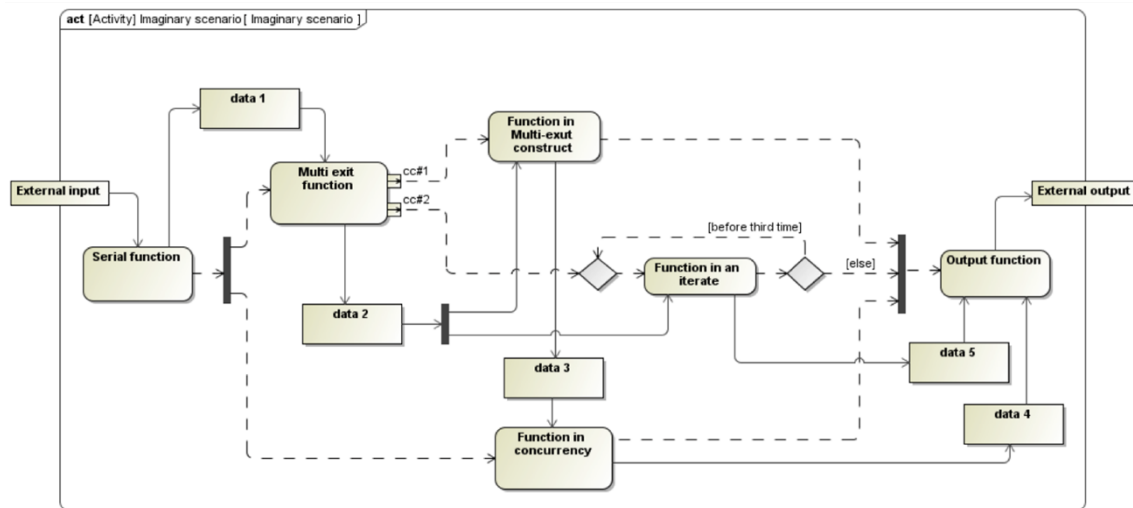 act [Activity] Imaginary scenario [ Imaginary scenario ]
data 1
Function in
Multi-exut
construct
Multi exit
function
cc#1
cc#2
External input
External output
Serial function
[before third time]
Function in an
iterate
[else]
Output function
data 2
data 5
data 3
data 4
Function in
concurrency